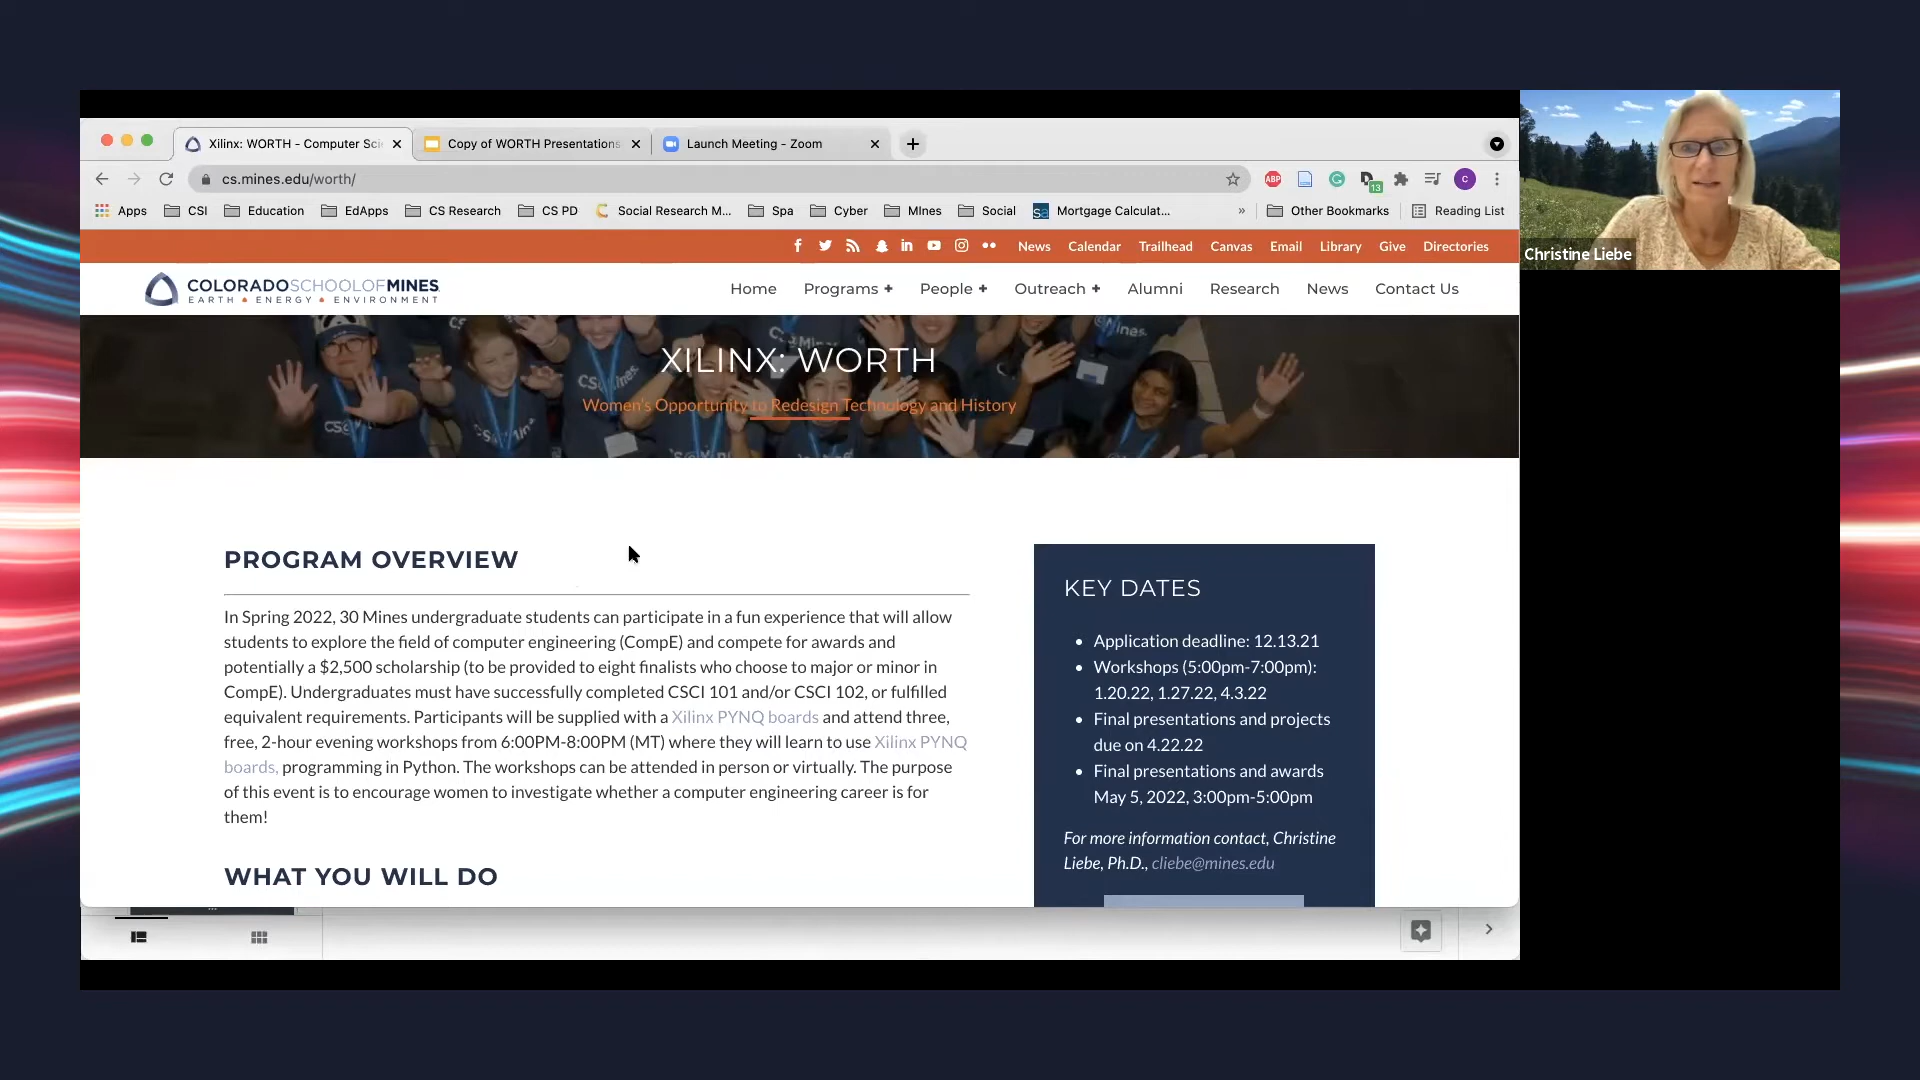 Xilinx: WORTH - Computer Sci
Copy of WORTH Presentations
Launch Meeting - Zoom
cs.mines.edu/worth/
ABP
13
C
Apps
CSI
Education
EdApps
CS Research
CS PD
Social Research M...
Spa
Cyber
MInes
Social
sa
Mortgage Calculat...
»
Other Bookmarks
Reading List
News
Calendar
Trailhead
Canvas
Email
Library
Give
Directories
COLORADOSCHOOLOFMINES
EARTH • ENERGY • ENVIRONMENT
Home
Programs +
People +
Outreach +
Alumni
Research
News
Contact Us
XILINX: WORTH
Women's Opportunity to Redesign Technology and History
PROGRAM OVERVIEW
In Spring 2022, 30 Mines undergraduate students can participate in a fun experience that will allow
students to explore the field of computer engineering (CompE) and compete for awards and
potentially a $2,500 scholarship (to be provided to eight finalists who choose to major or minor in
CompE). Undergraduates must have successfully completed CSCI 101 and/or CSCI 102, or fulfilled
equivalent requirements. Participants will be supplied with a Xilinx PYNQ boards and attend three,
free, 2-hour evening workshops from 6:00PM-8:00PM (MT) where they will learn to use Xilinx PYNQ
boards, programming in Python. The workshops can be attended in person or virtually. The purpose
of this event is to encourage women to investigate whether a computer engineering career is for
them!
WHAT YOU WILL DO
KEY DATES
• Application deadline: 12.13.21
• Workshops (5:00pm-7:00pm):
1.20.22, 1.27.22, 4.3.22
• Final presentations and projects
due on 4.22.22
• Final presentations and awards
May 5, 2022, 3:00pm-5:00pm
For more information contact, Christine
Liebe, Ph.D., cliebe@mines.edu
Christine Liebe